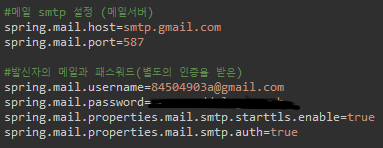 #메일 smtp 설정 (메일서버)
spring.mail.host=smtp.gmail.com
spring.mail.port=587
#발신자의 메일과 패스워드(별도의 인증을 받은)
spring.mail.username=84504903a@gmail.com
spring.mail.password=
spring.mail.properties.mail.smtp.starttls.enable=true
spring.mail.properties.mail.smtp.auth=true